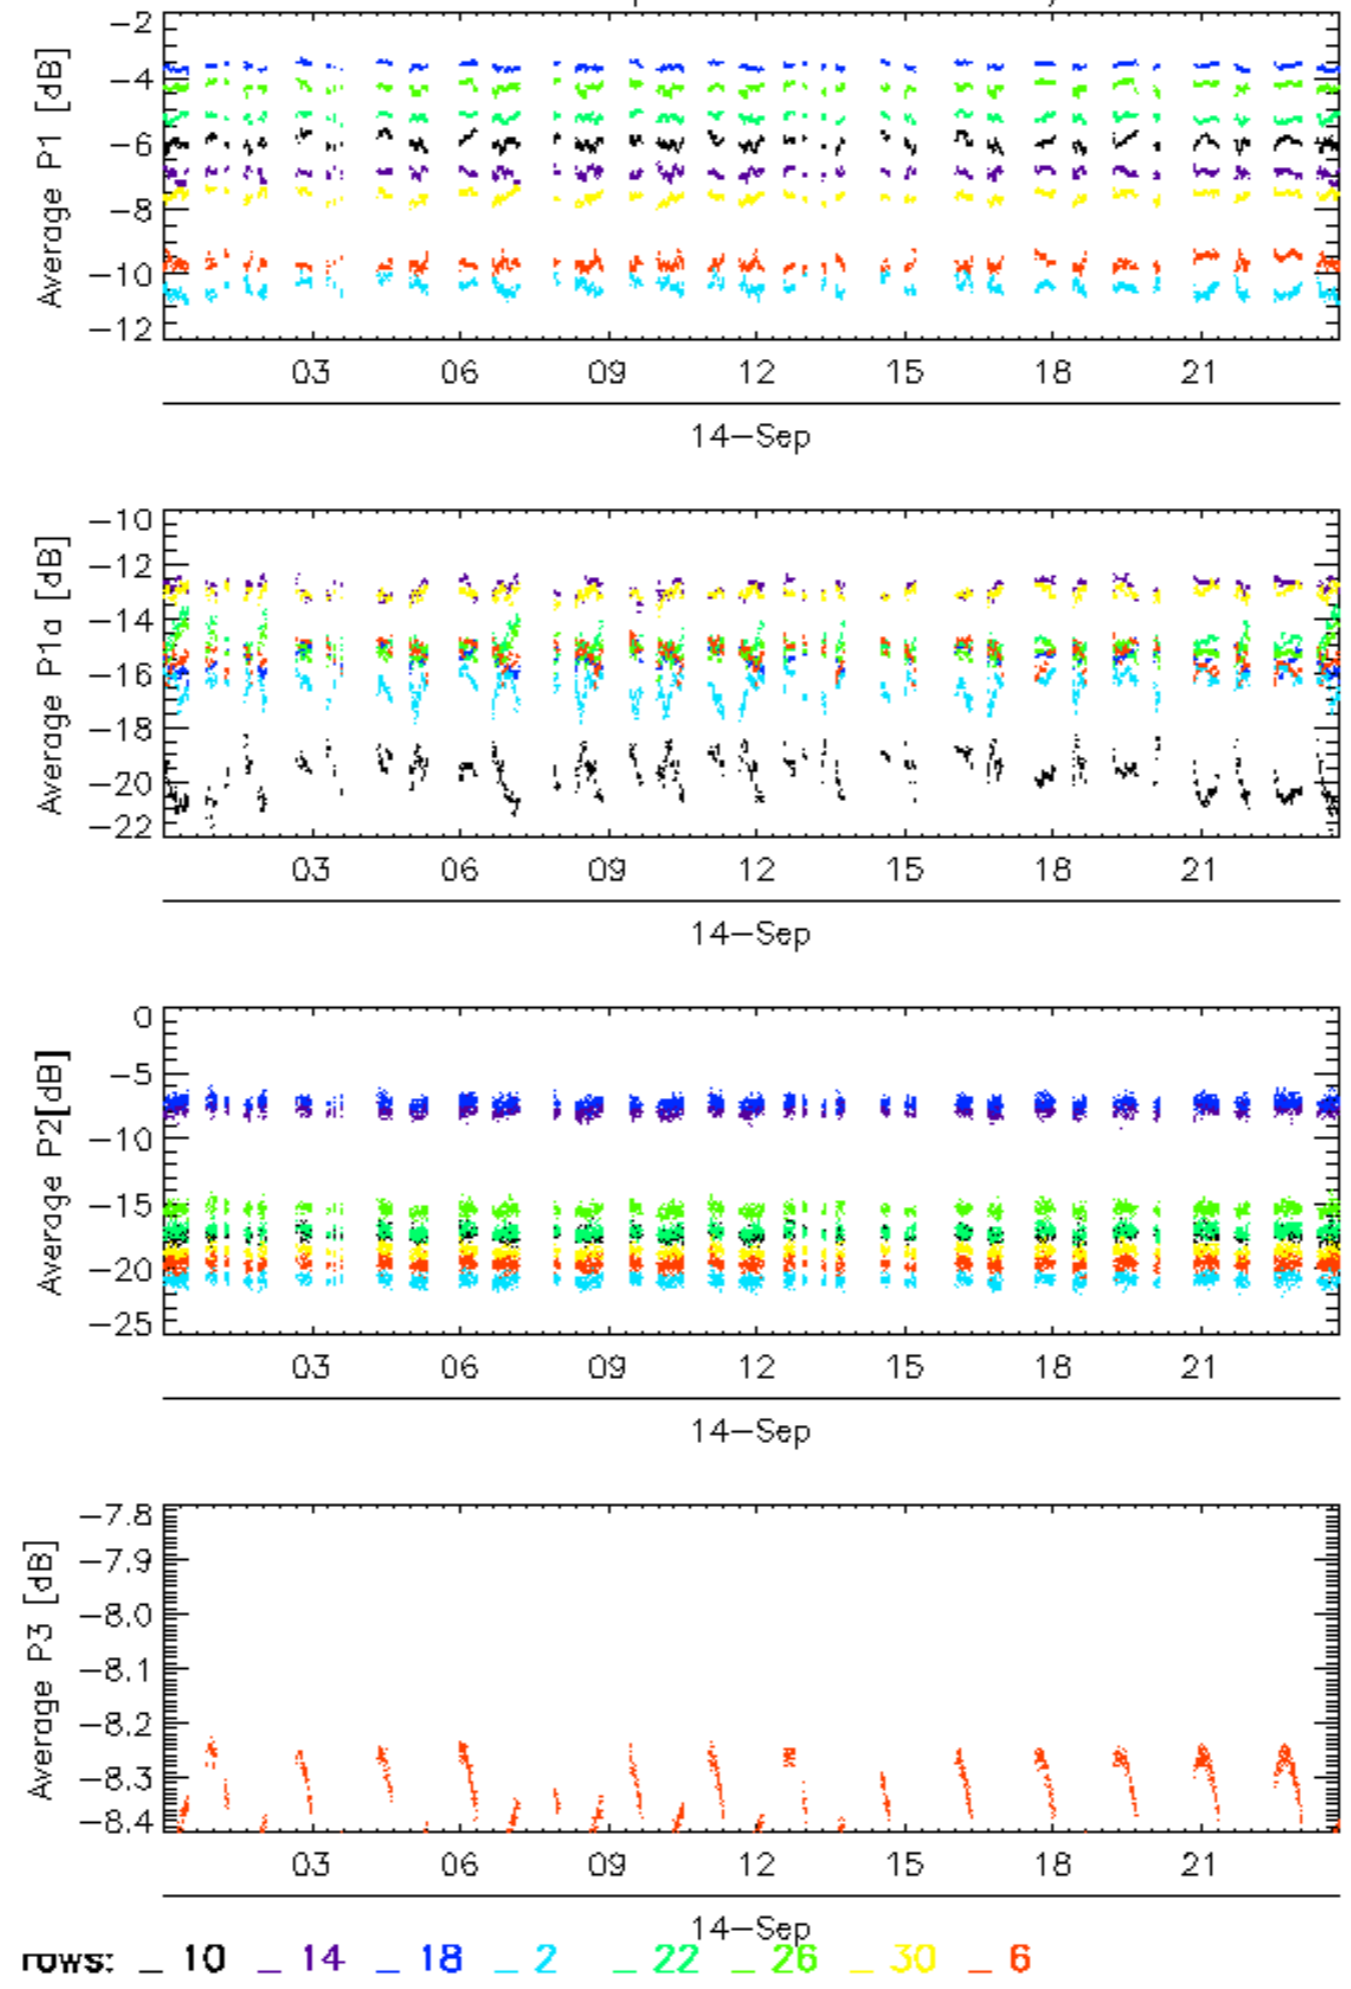 Average P1 [dB]
-2
-4
-6
-8
-10
-12
03 06 09 12 15 18 21
14-Sep
Average P1a [dB]
-10
-12
-14
-16
-18
-20
-22
03 06 09 12 15 18 21
14-Sep
Average P2[dB]
0
-5
-10
-15
-20
-25
03 06 09 12 15 18 21
14-Sep
Average P3 [dB]
-7.8
-7.9
-8.0
-8.1
-8.2
-8.3
-8.4
03 06 09 12 15 18 21
14-Sep
rows: _ 10 _ 14 _ 18 _ 2 _ 22 _ 26 _ 30 _ 6